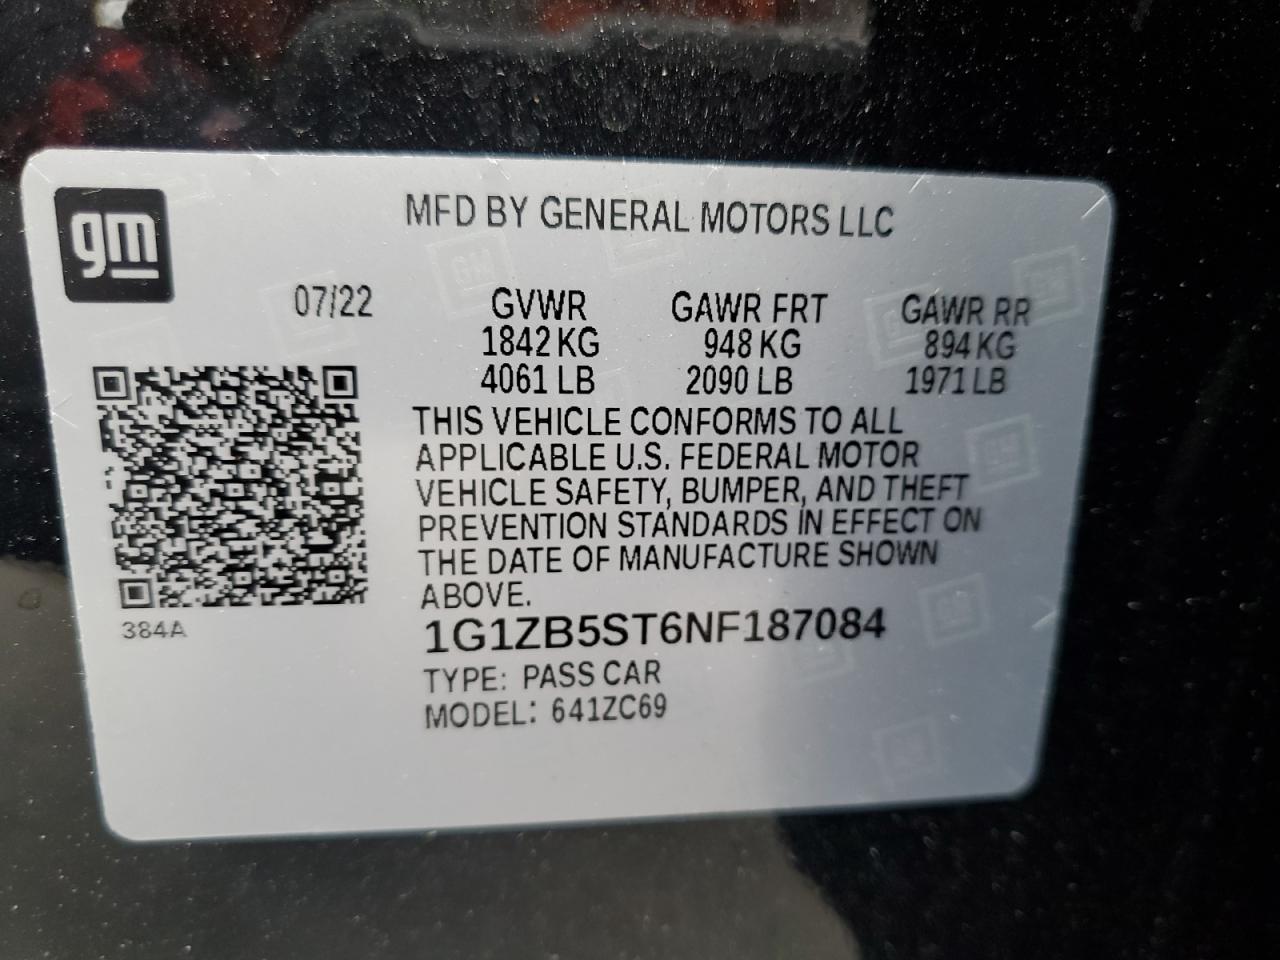 gm
MFD BY GENERAL MOTORS LLC
07/22 GVWR GAWR FRT GAWR RR
1842 KG 948 KG 894 KG
4061 LB 2090 LB 1971 LB
THIS VEHICLE CONFORMS TO ALL
APPLICABLE U.S. FEDERAL MOTOR
VEHICLE SAFETY, BUMPER, AND THEFT
PREVENTION STANDARDS IN EFFECT ON
THE DATE OF MANUFACTURE SHOWN
ABOVE.
384A
1G1ZB5ST6NF187084
TYPE: PASS CAR
MODEL: 641ZC69